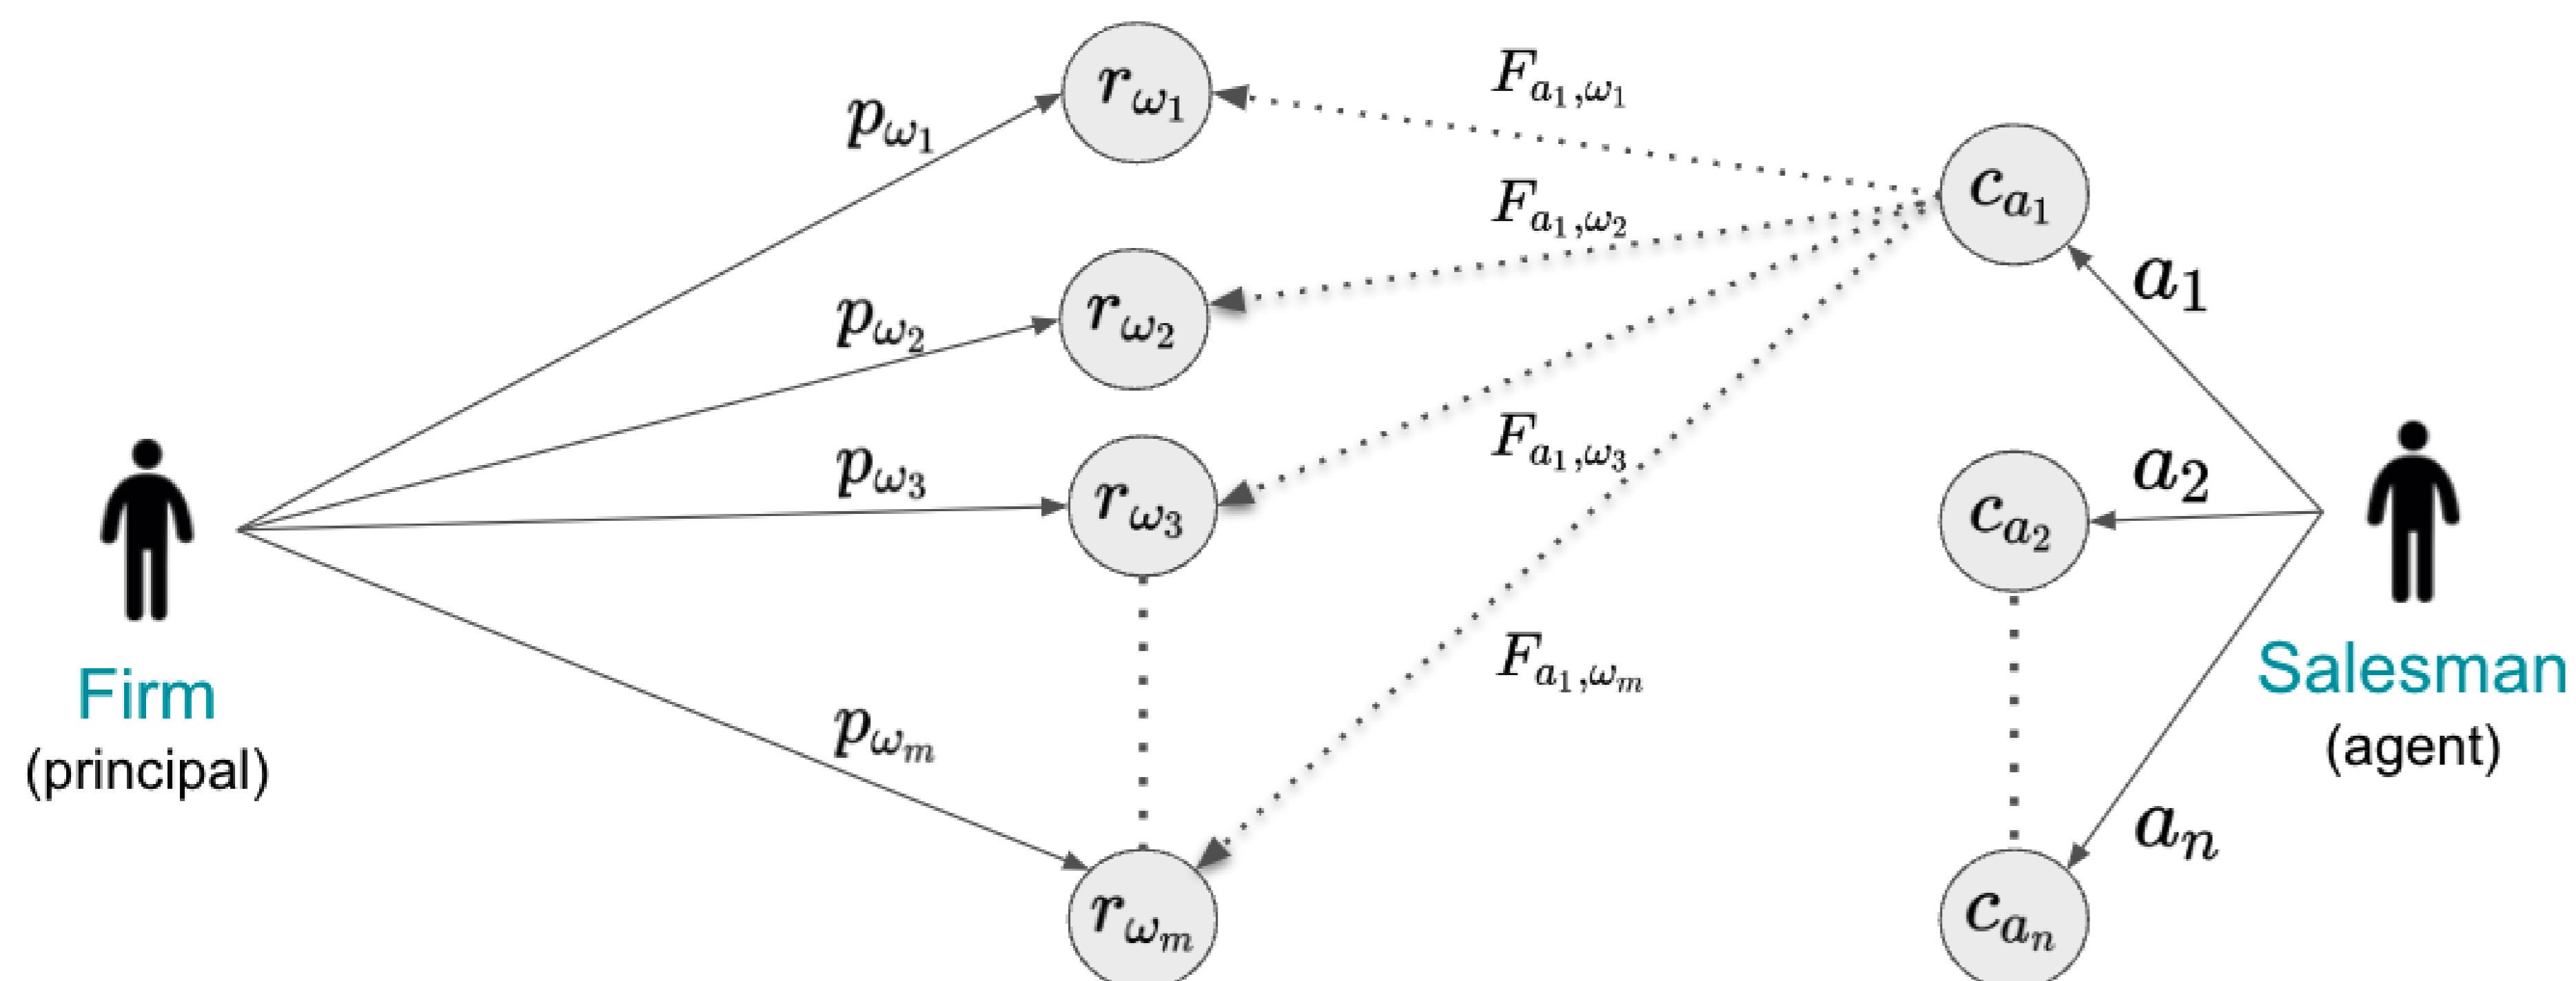 p_{ω_1}
r_{ω_1}
F_{a_1,ω_1}
c_{a_1}
F_{a_1,ω_2}
a_1
p_{ω_2}
r_{ω_2}
p_{ω_3}
r_{ω_3}
F_{a_1,ω_3}
c_{a_2}
a_2
Firm
(principal)
F_{a_1,ω_m}
Salesman
(agent)
p_{ω_m}
r_{ω_m}
c_{a_n}
a_n